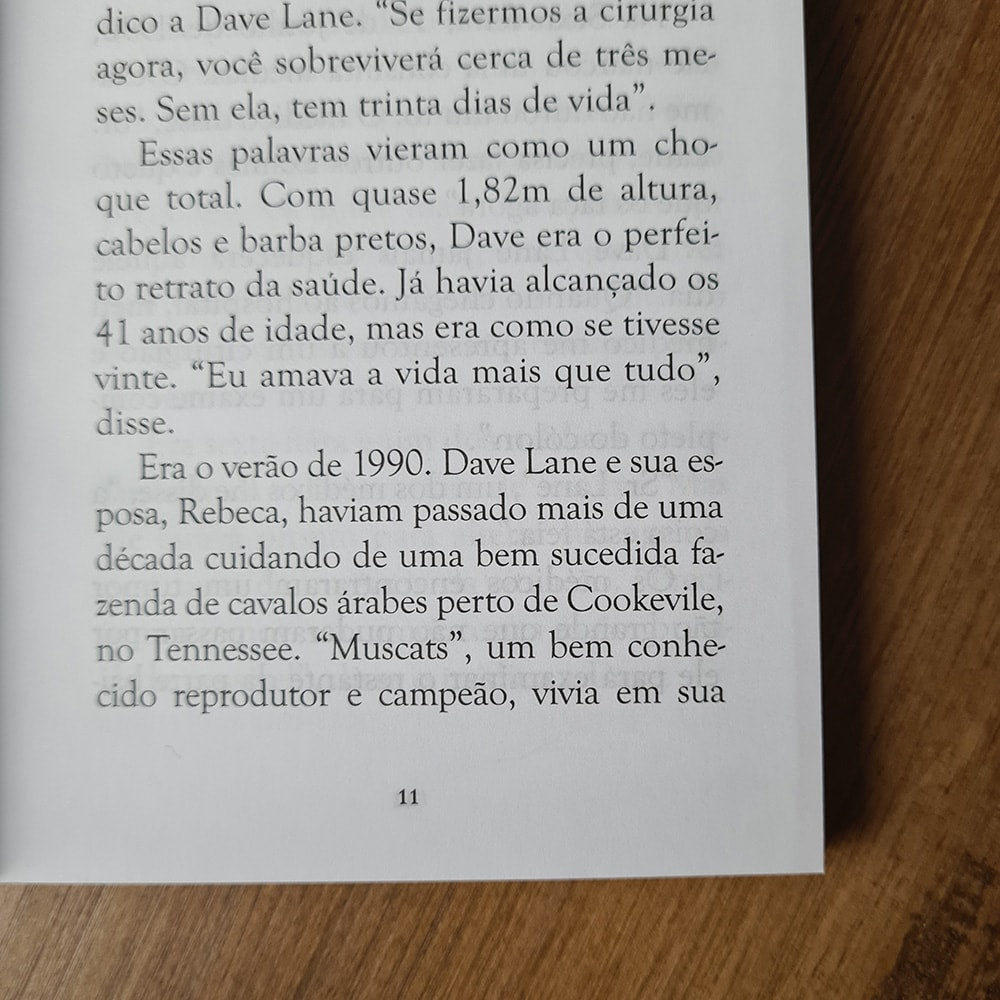 dico a Dave Lane. “Se fizermos a cirurgia
agora, você sobreviverá cerca de três me-
ses. Sem ela, tem trinta dias de vida”.
Essas palavras vieram como um cho-
que total. Com quase 1,82m de altura,
cabelos e barba pretos, Dave era o perfei-
to retrato da saúde. Já havia alcançado os
41 anos de idade, mas era como se tivesse
vinte. “Eu amava a vida mais que tudo”,
disse.
Era o verão de 1990. Dave Lane e sua es-
posa, Rebeca, haviam passado mais de uma
década cuidando de uma bem sucedida fa-
zenda de cavalos árabes perto de Cookevile,
no Tennessee. “Muscats”, um bem conhe-
cido reprodutor e campeão, vivia em sua
11